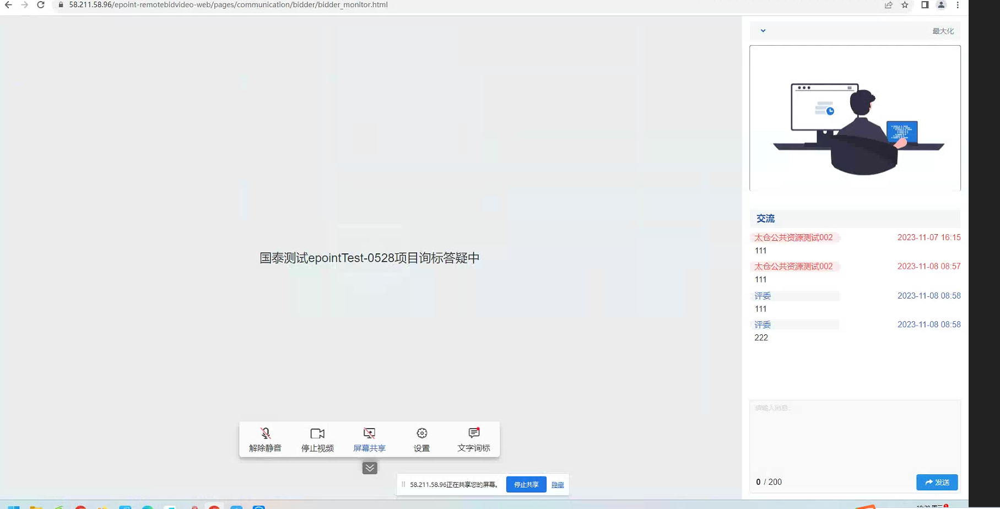 58.211.58.96/epoint-remotebidvideo-web/pages/communication/bidder/bidder_monitor.html
最大化
国泰测试epointTest-0528项目询标答疑中
交流
太仓公共资源测试002 2023-11-07 16:15
111
太仓公共资源测试002 2023-11-08 08:57
111
评委 2023-11-08 08:58
111
评委 2023-11-08 08:58
222
请输入消息..
0 / 200
发送
解除静音 停止视频 屏幕共享 设置 文字询标
58.211.58.96正在共享您的屏幕。 停止共享 隐藏